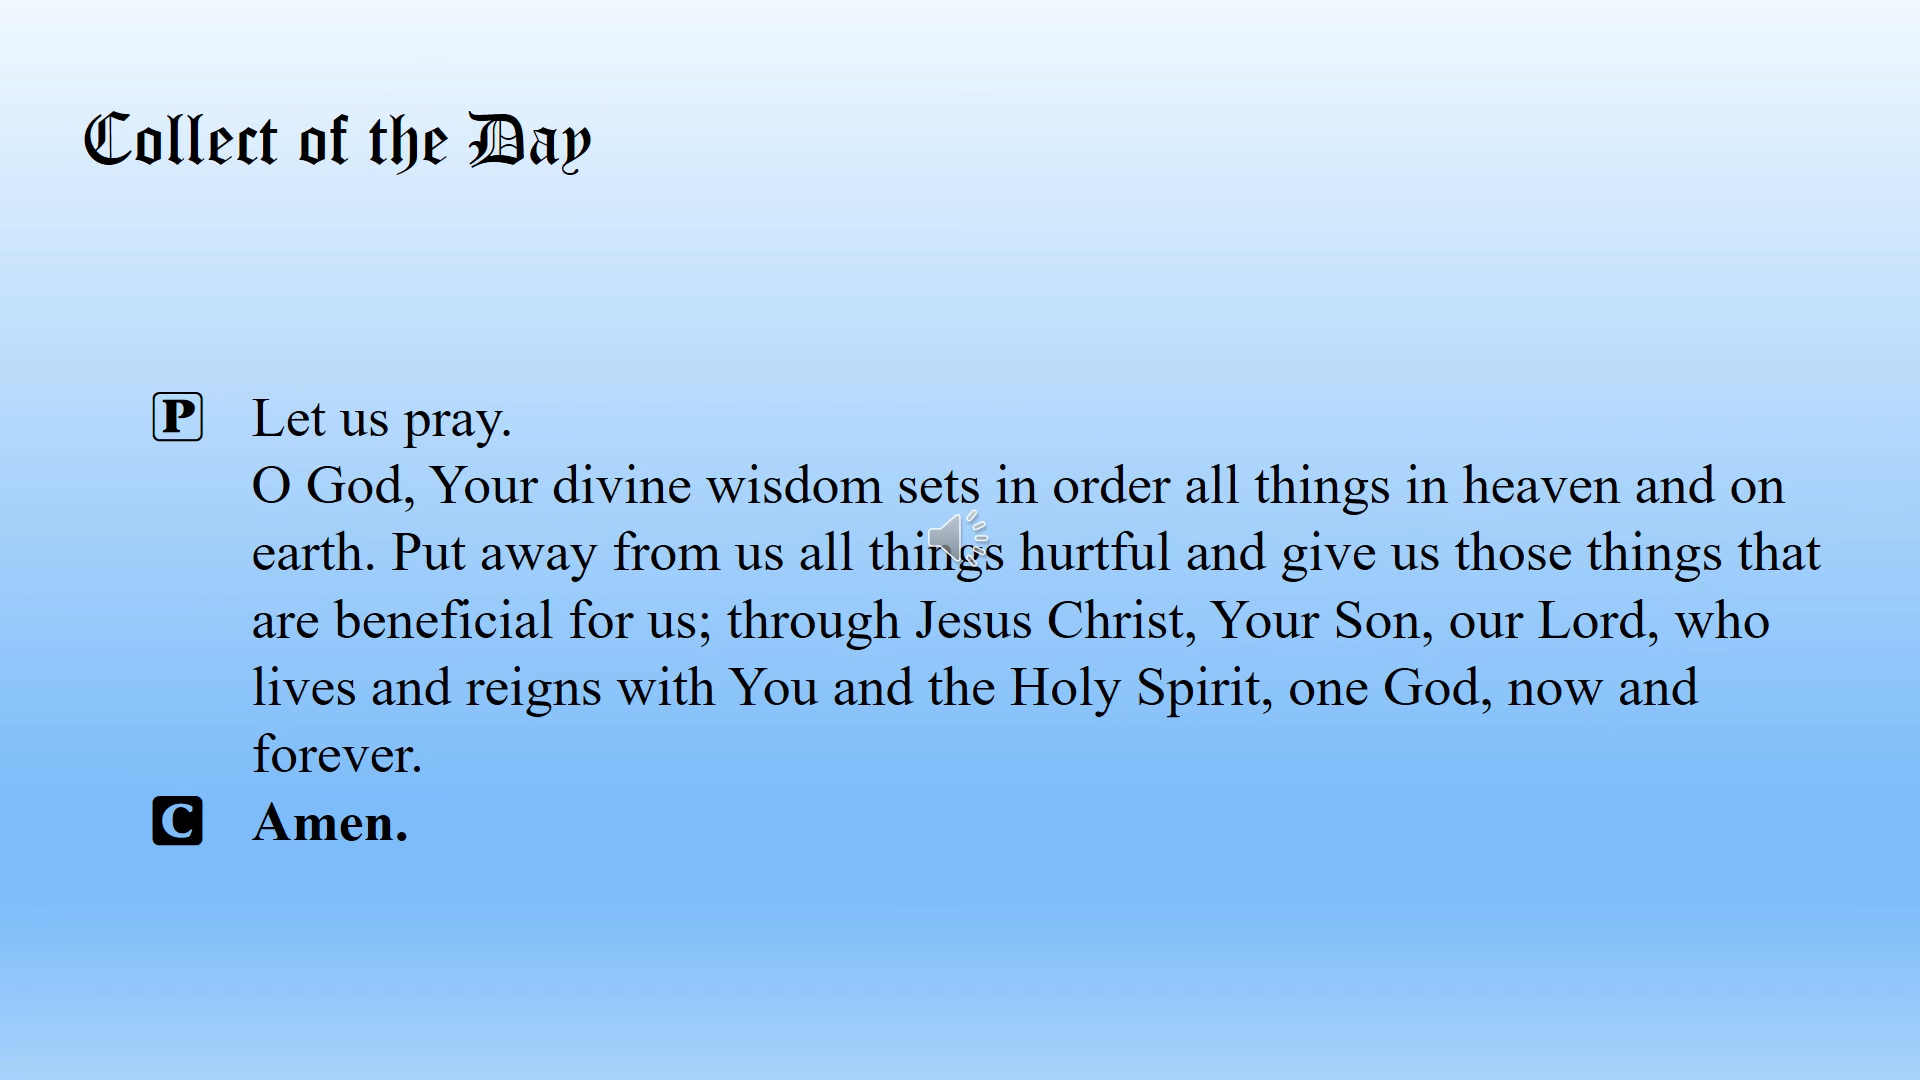 Collect of the Day
P Let us pray.
O God, Your divine wisdom sets in order all things in heaven and on
earth. Put away from us all things hurtful and give us those things that
are beneficial for us; through Jesus Christ, Your Son, our Lord, who
lives and reigns with You and the Holy Spirit, one God, now and
forever.
C Amen.